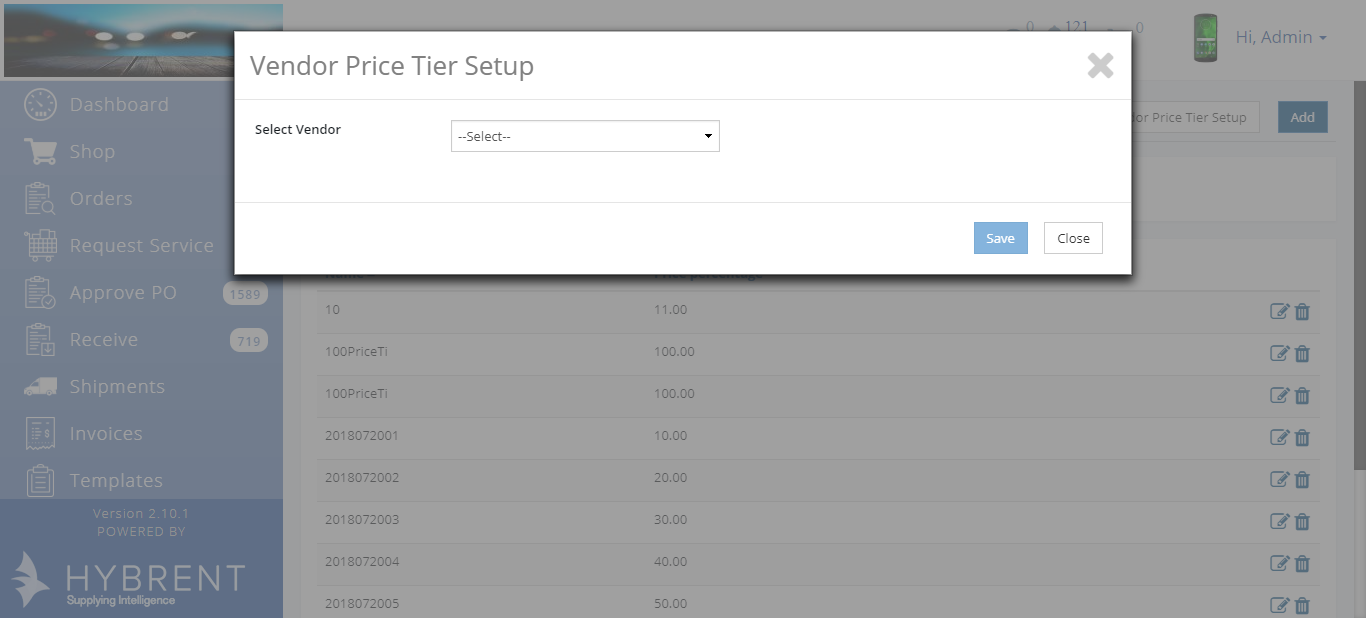 0 121 0
Hi, Admin
Vendor Price Tier Setup
Select Vendor
--Select--
Save Close
or Price Tier Setup
Add
Dashboard
Shop
Orders
Request Service
Approve PO 1589
Receive 719
Shipments
Invoices
Templates
Version 2.10.1
POWERED BY
HYBRENT
Supplying Intelligence
Name Price percentage
10 11.00
100PriceTi 100.00
100PriceTi 100.00
2018072001 10.00
2018072002 20.00
2018072003 30.00
2018072004 40.00
2018072005 50.00